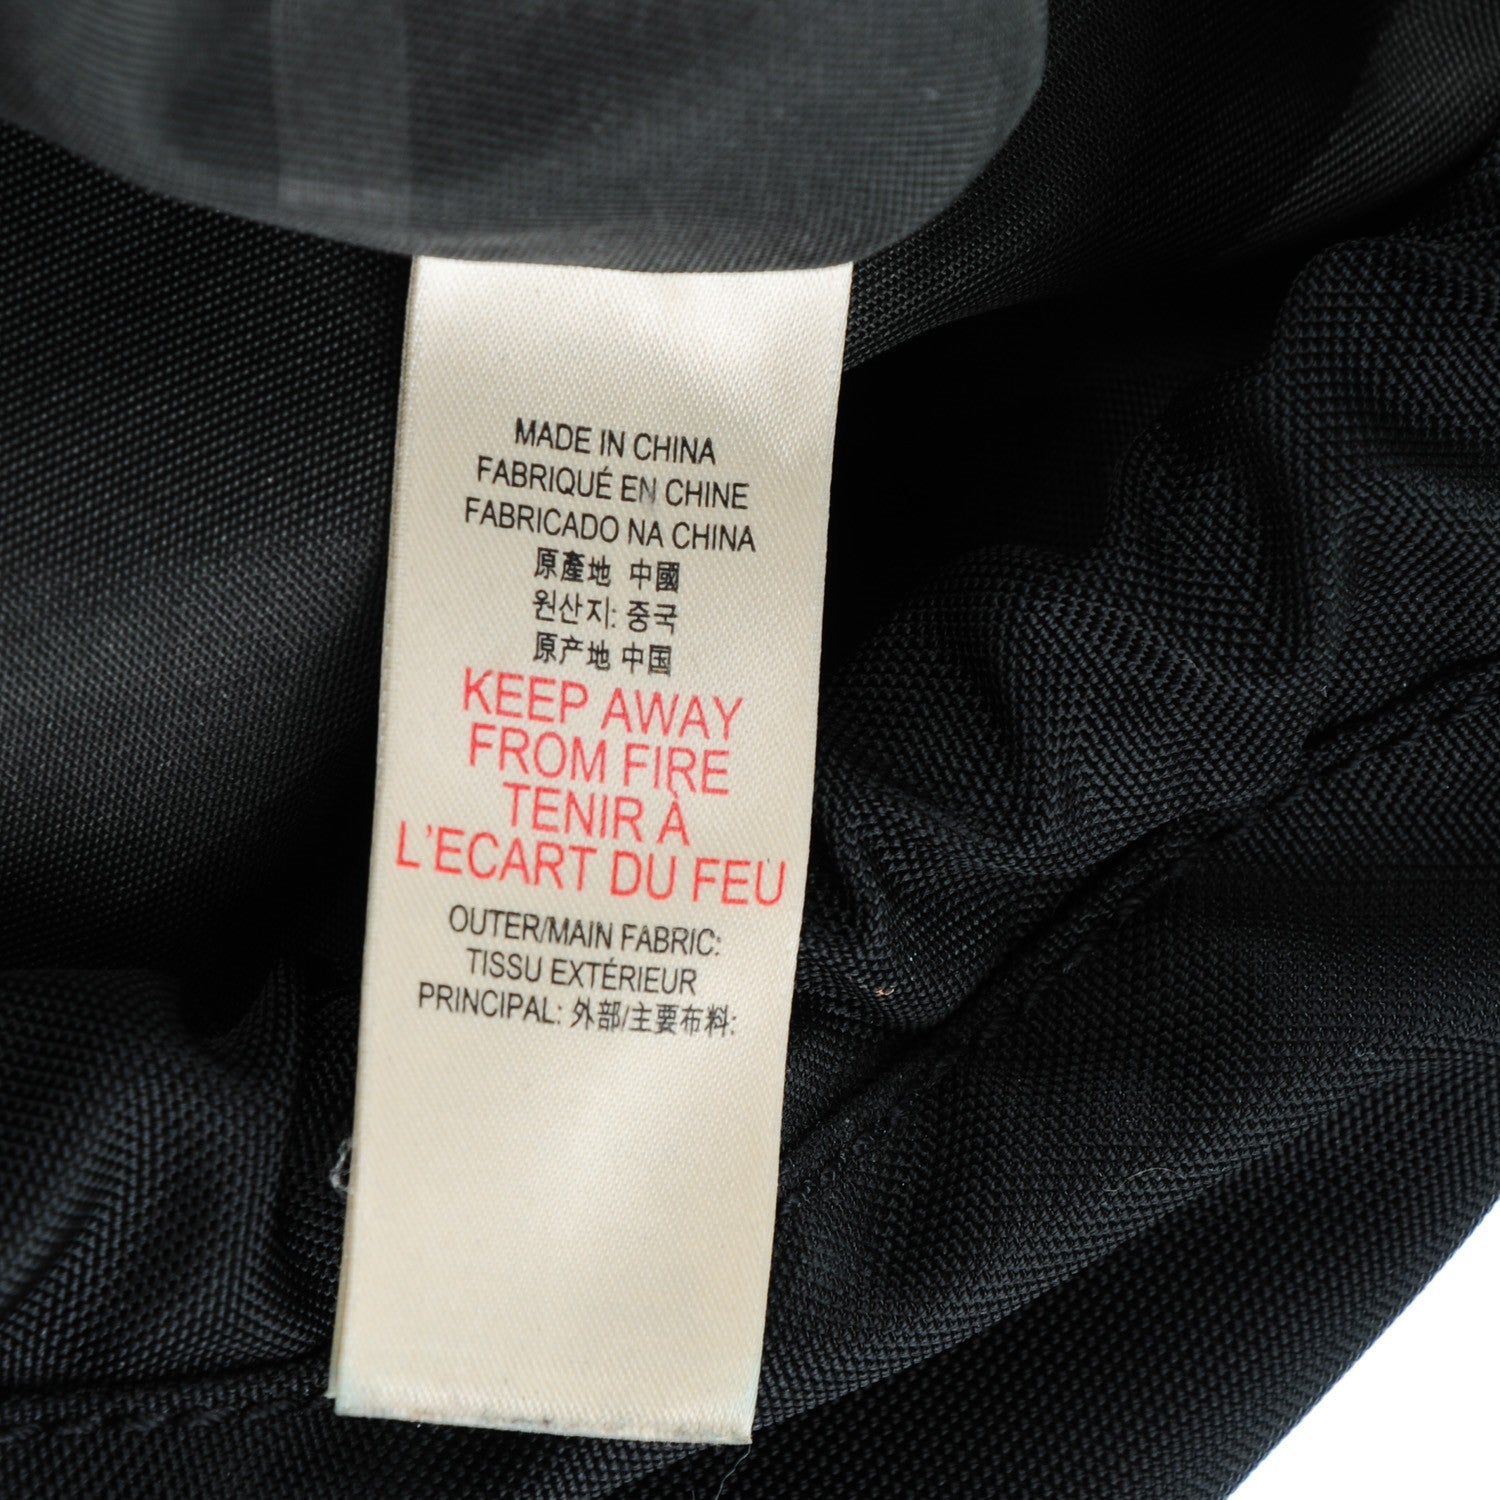 MADE IN CHINA
FABRIQUÉ EN CHINE
FABRICADO NA CHINA
原產地 中國
원산지: 중국
原产地 中国
KEEP AWAY
FROM FIRE
TENIR À
L'ECART DU FEU
OUTER/MAIN FABRIC:
TISSU EXTÉRIEUR
PRINCIPAL: 外部/主要布料: